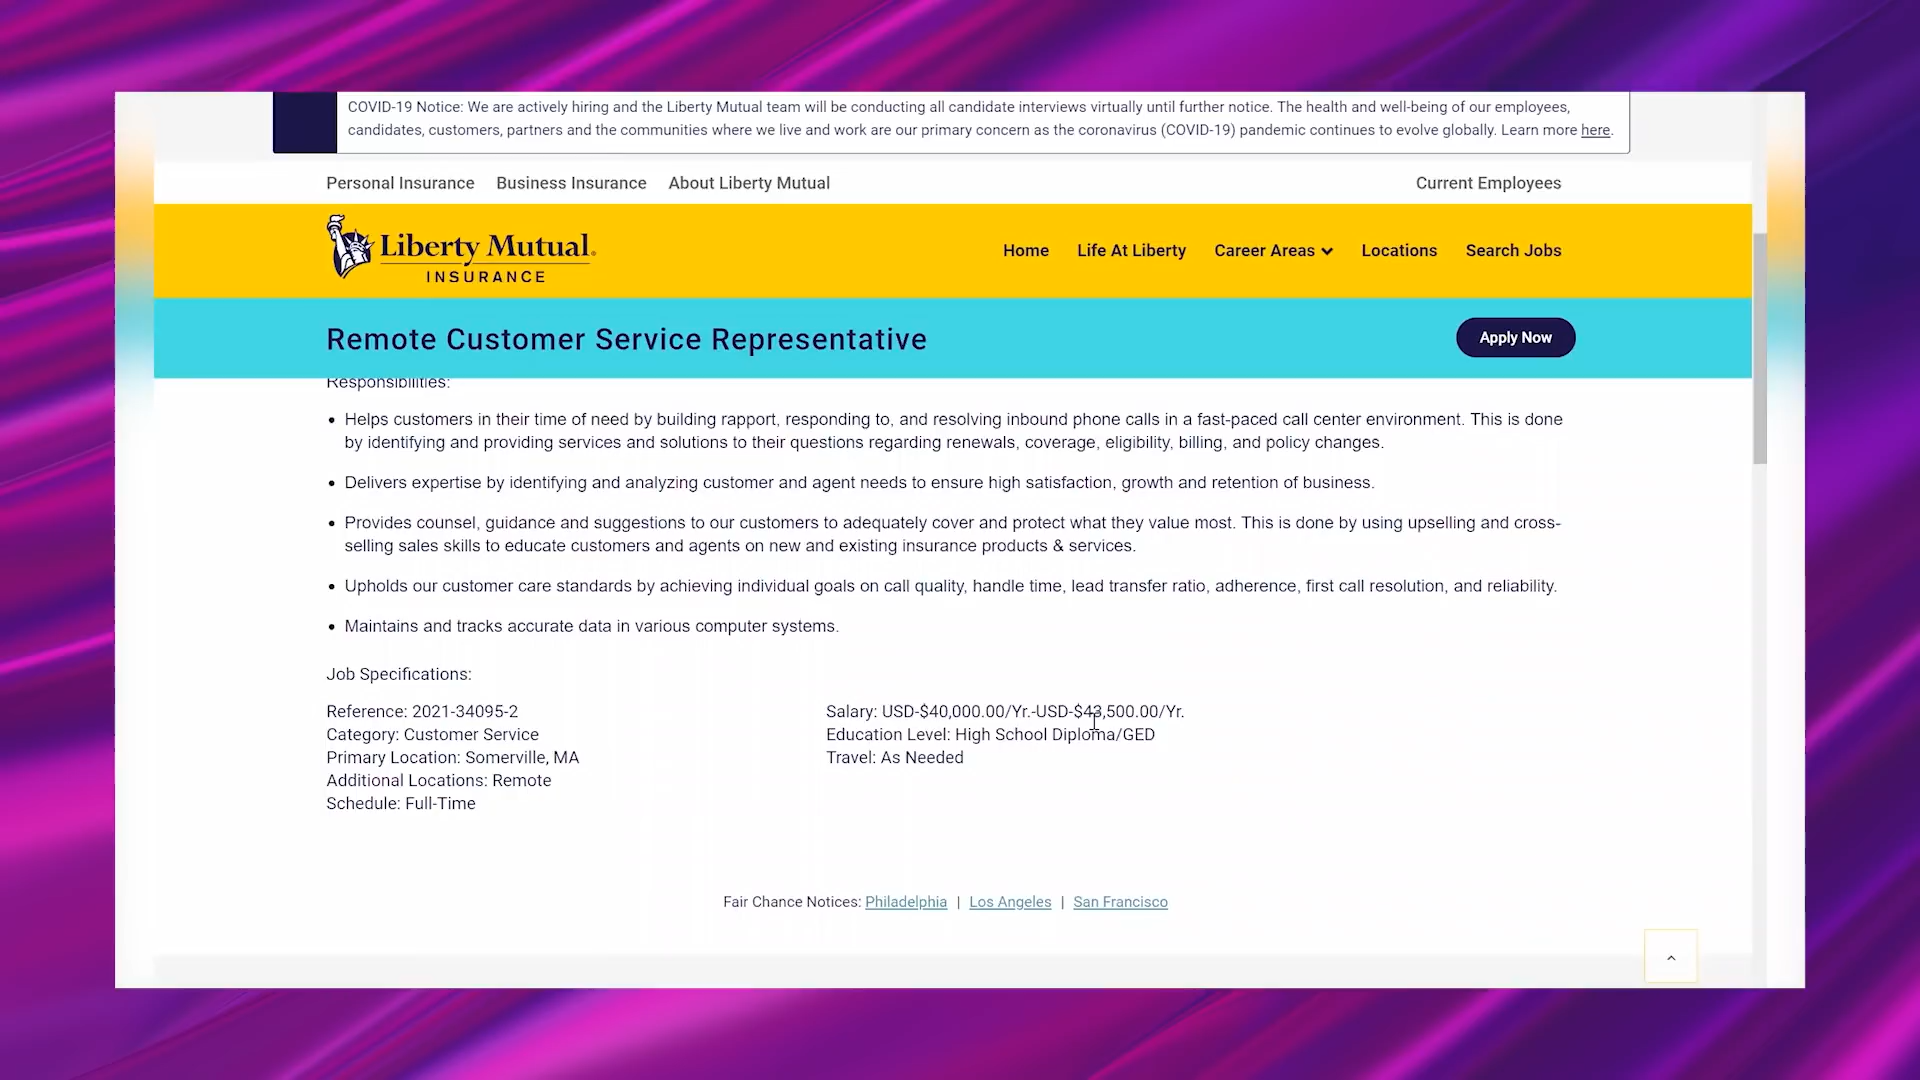 COVID-19 Notice: We are actively hiring and the Liberty Mutual team will be conducting all candidate interviews virtually until further notice. The health and well-being of our employees,
candidates, customers, partners and the communities where we live and work are our primary concern as the coronavirus (COVID-19) pandemic continues to evolve globally. Learn more here.
Personal Insurance Business Insurance About Liberty Mutual Current Employees
Liberty Mutual
INSURANCE
Home Life At Liberty Career Areas Locations Search Jobs
Remote Customer Service Representative Apply Now
Responsibilities:
• Helps customers in their time of need by building rapport, responding to, and resolving inbound phone calls in a fast-paced call center environment. This is done
by identifying and providing services and solutions to their questions regarding renewals, coverage, eligibility, billing, and policy changes.
• Delivers expertise by identifying and analyzing customer and agent needs to ensure high satisfaction, growth and retention of business.
• Provides counsel, guidance and suggestions to our customers to adequately cover and protect what they value most. This is done by using upselling and cross-
selling sales skills to educate customers and agents on new and existing insurance products & services.
• Upholds our customer care standards by achieving individual goals on call quality, handle time, lead transfer ratio, adherence, first call resolution, and reliability.
• Maintains and tracks accurate data in various computer systems.
Job Specifications:
Reference: 2021-34095-2
Category: Customer Service
Primary Location: Somerville, MA
Additional Locations: Remote
Schedule: Full-Time
Salary: USD-$40,000.00/Yr.-USD-$43,500.00/Yr.
Education Level: High School Diploma/GED
Travel: As Needed
Fair Chance Notices: Philadelphia | Los Angeles | San Francisco